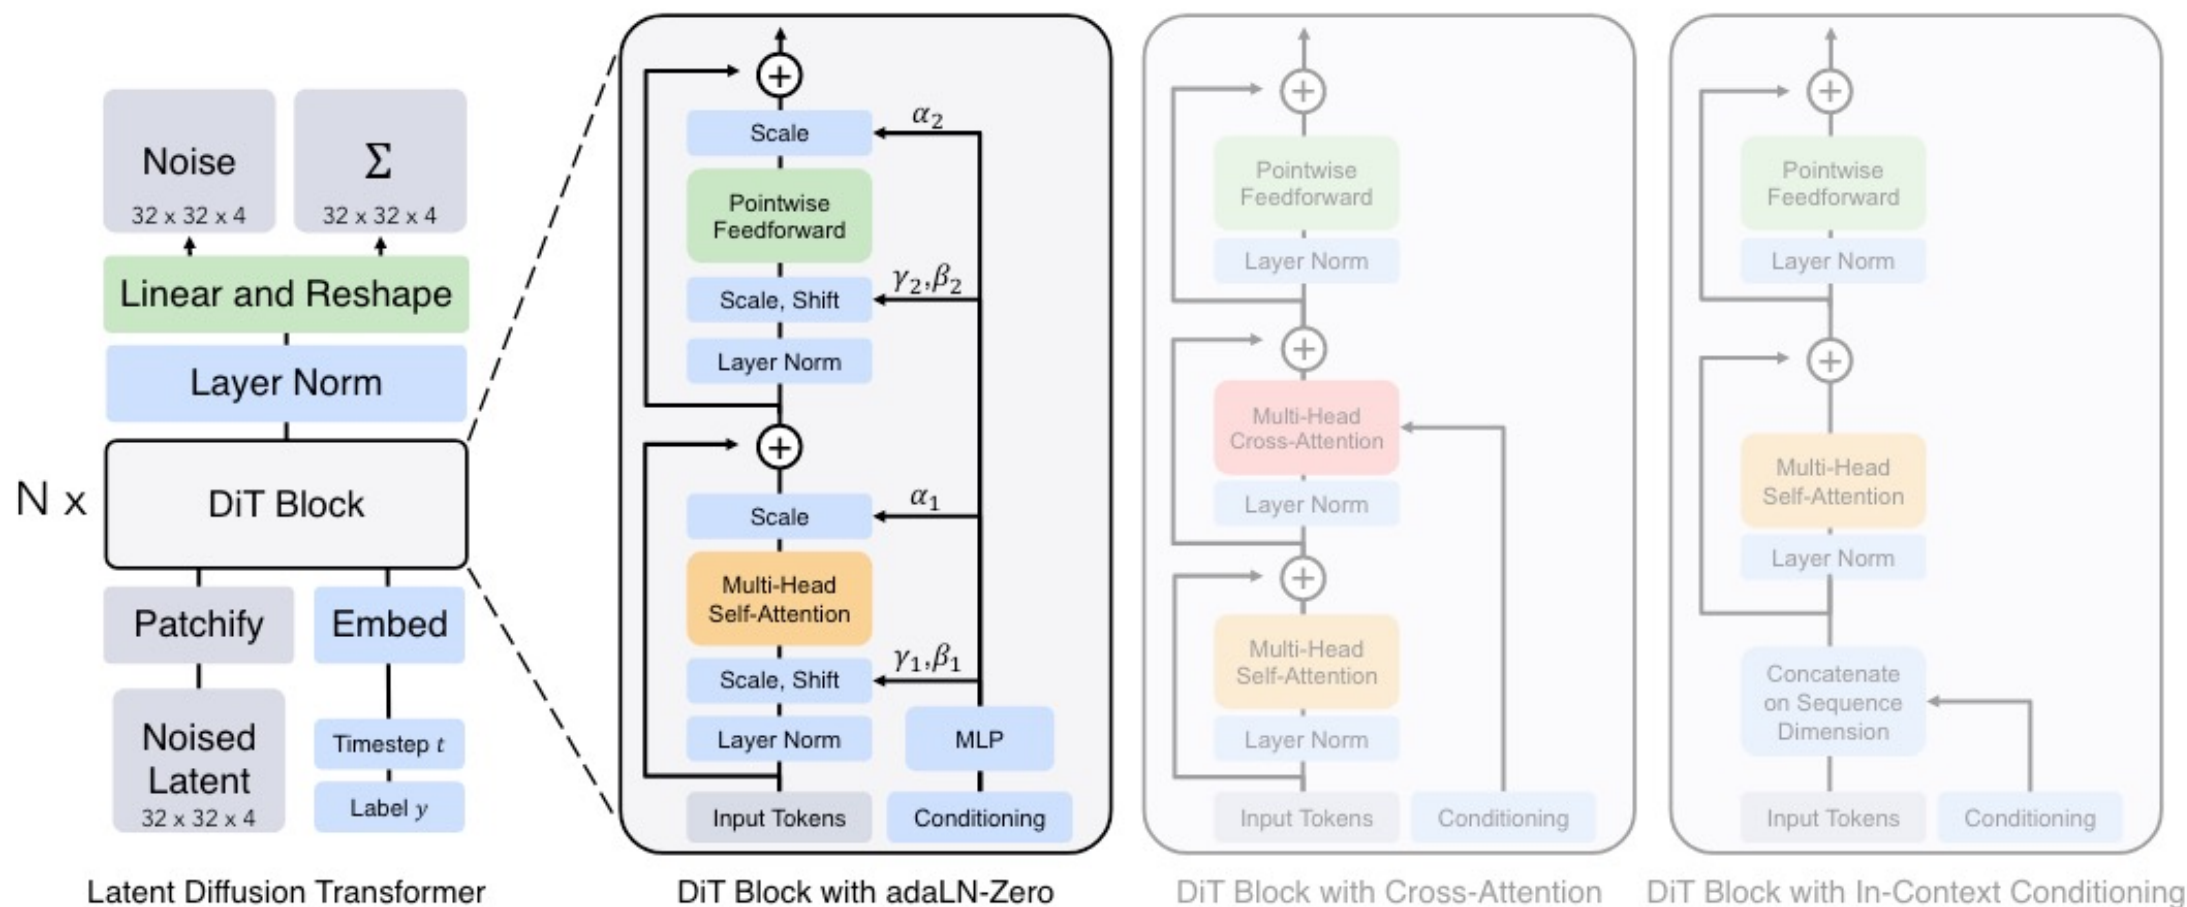 Noise
32 x 32 x 4
Σ
32 x 32 x 4
Linear and Reshape
Layer Norm
N x
DiT Block
Patchify
Embed
Noised
Latent
32 x 32 x 4
Timestep t
Label y
Latent Diffusion Transformer
+
Scale
α₂
Pointwise
Feedforward
γ₂,β₂
Scale, Shift
Layer Norm
+
Scale
α₁
Multi-Head
Self-Attention
γ₁,β₁
Scale, Shift
Layer Norm
MLP
Input Tokens
Conditioning
DiT Block with adaLN-Zero
+
Pointwise
Feedforward
Layer Norm
+
Multi-Head
Cross-Attention
Layer Norm
+
Multi-Head
Self-Attention
Layer Norm
Input Tokens
Conditioning
DiT Block with Cross-Attention
+
Pointwise
Feedforward
Layer Norm
+
Multi-Head
Self-Attention
Layer Norm
Concatenate
on Sequence
Dimension
Input Tokens
Conditioning
DiT Block with In-Context Conditioning